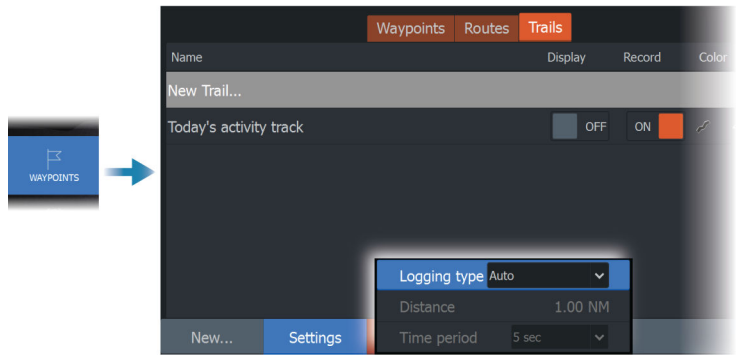 Waypoints Routes Trails
Name Display Record Color
New Trail...
Today's activity track OFF ON
WAYPOINTS
Logging type Auto
Distance 1.00 NM
New... Settings Time period 5 sec